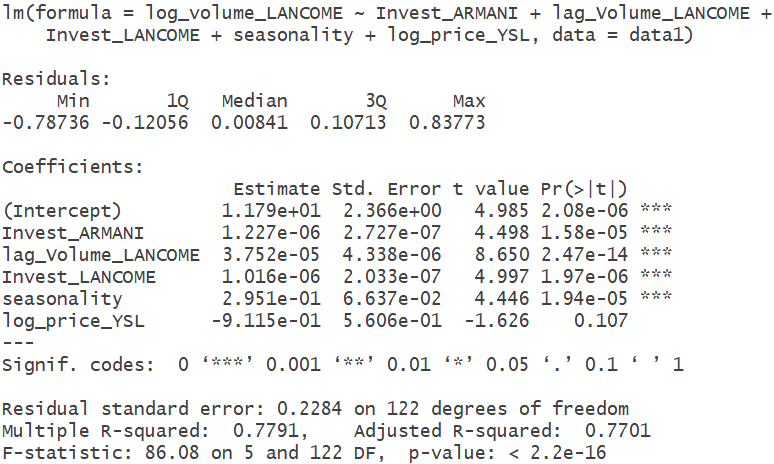 lm(formula = log_volume_LANCOME ~ Invest_ARMANI + lag_Volume_LANCOME +
    Invest_LANCOME + seasonality + log_price_YSL, data = data1)

Residuals:
     Min       1Q   Median       3Q      Max
-0.78736 -0.12056  0.00841  0.10713  0.83773

Coefficients:
                     Estimate Std. Error t value Pr(>|t|)
(Intercept)         1.179e+01  2.366e+00   4.985 2.08e-06 ***
Invest_ARMANI       1.227e-06  2.727e-07   4.498 1.58e-05 ***
lag_Volume_LANCOME  3.752e-05  4.338e-06   8.650 2.47e-14 ***
Invest_LANCOME      1.016e-06  2.033e-07   4.997 1.97e-06 ***
seasonality         2.951e-01  6.637e-02   4.446 1.94e-05 ***
log_price_YSL      -9.115e-01  5.606e-01  -1.626    0.107
---
Signif. codes:  0 ‘***’ 0.001 ‘**’ 0.01 ‘*’ 0.05 ‘.’ 0.1 ‘ ’ 1

Residual standard error: 0.2284 on 122 degrees of freedom
Multiple R-squared:  0.7791,    Adjusted R-squared:  0.7701
F-statistic: 86.08 on 5 and 122 DF,  p-value: < 2.2e-16